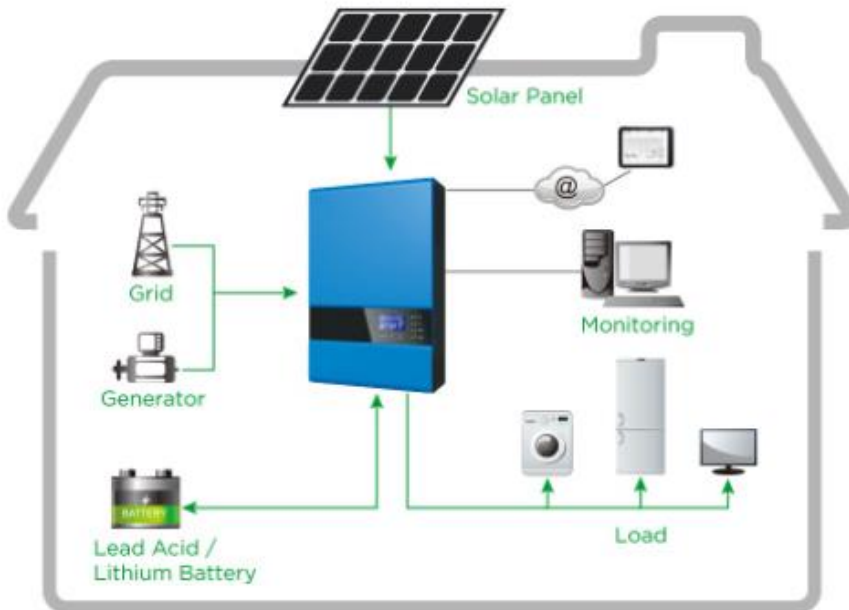 Solar Panel
@
Grid
Monitoring
Generator
BATTERY
Load
Lead Acid /
Lithium Battery